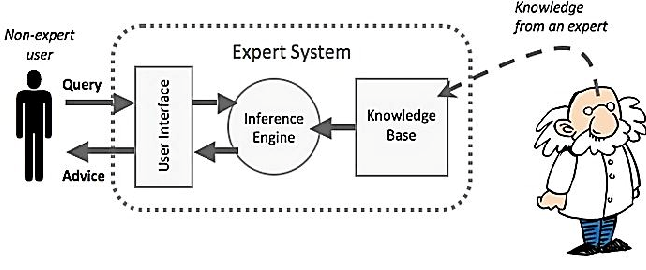 Non-expert
user
Query
Advice
Expert System
User Interface
Inference
Engine
Knowledge
Base
Knowledge
from an expert